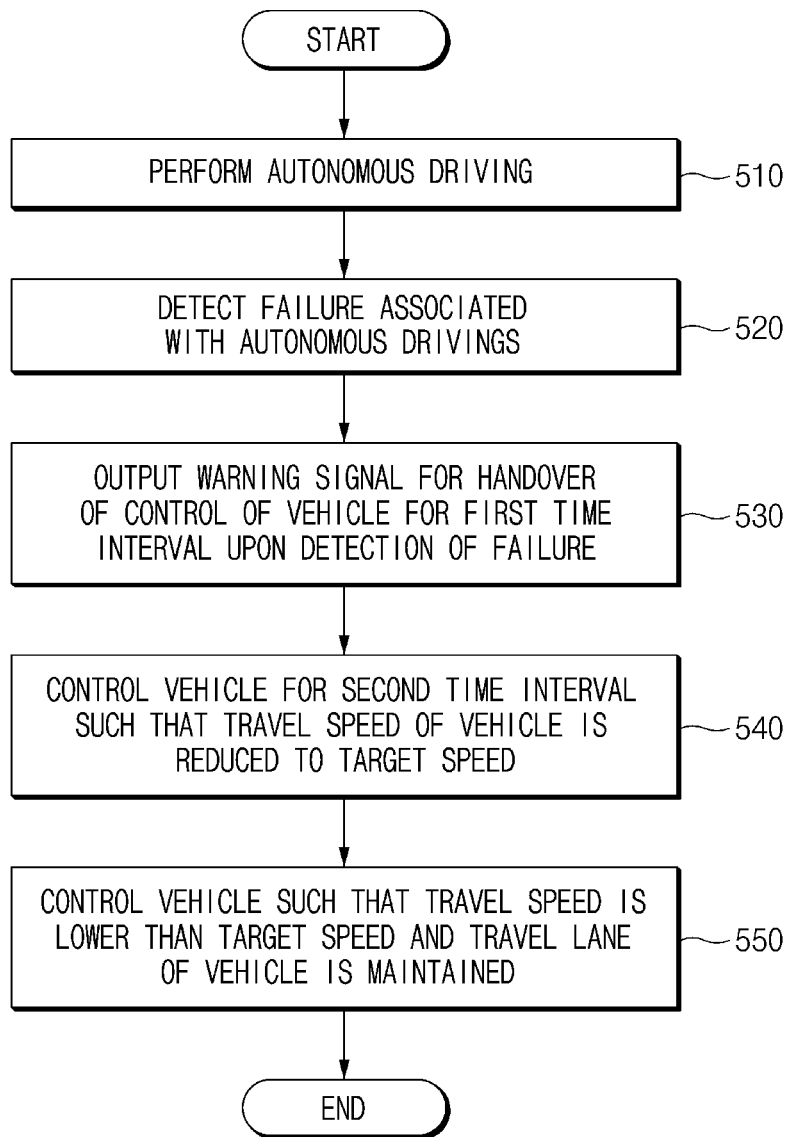 START
PERFORM AUTONOMOUS DRIVING
510
DETECT FAILURE ASSOCIATED
WITH AUTONOMOUS DRIVINGS
520
OUTPUT WARNING SIGNAL FOR HANDOVER
OF CONTROL OF VEHICLE FOR FIRST TIME
INTERVAL UPON DETECTION OF FAILURE
530
CONTROL VEHICLE FOR SECOND TIME INTERVAL
SUCH THAT TRAVEL SPEED OF VEHICLE IS
REDUCED TO TARGET SPEED
540
CONTROL VEHICLE SUCH THAT TRAVEL SPEED IS
LOWER THAN TARGET SPEED AND TRAVEL LANE
OF VEHICLE IS MAINTAINED
550
END